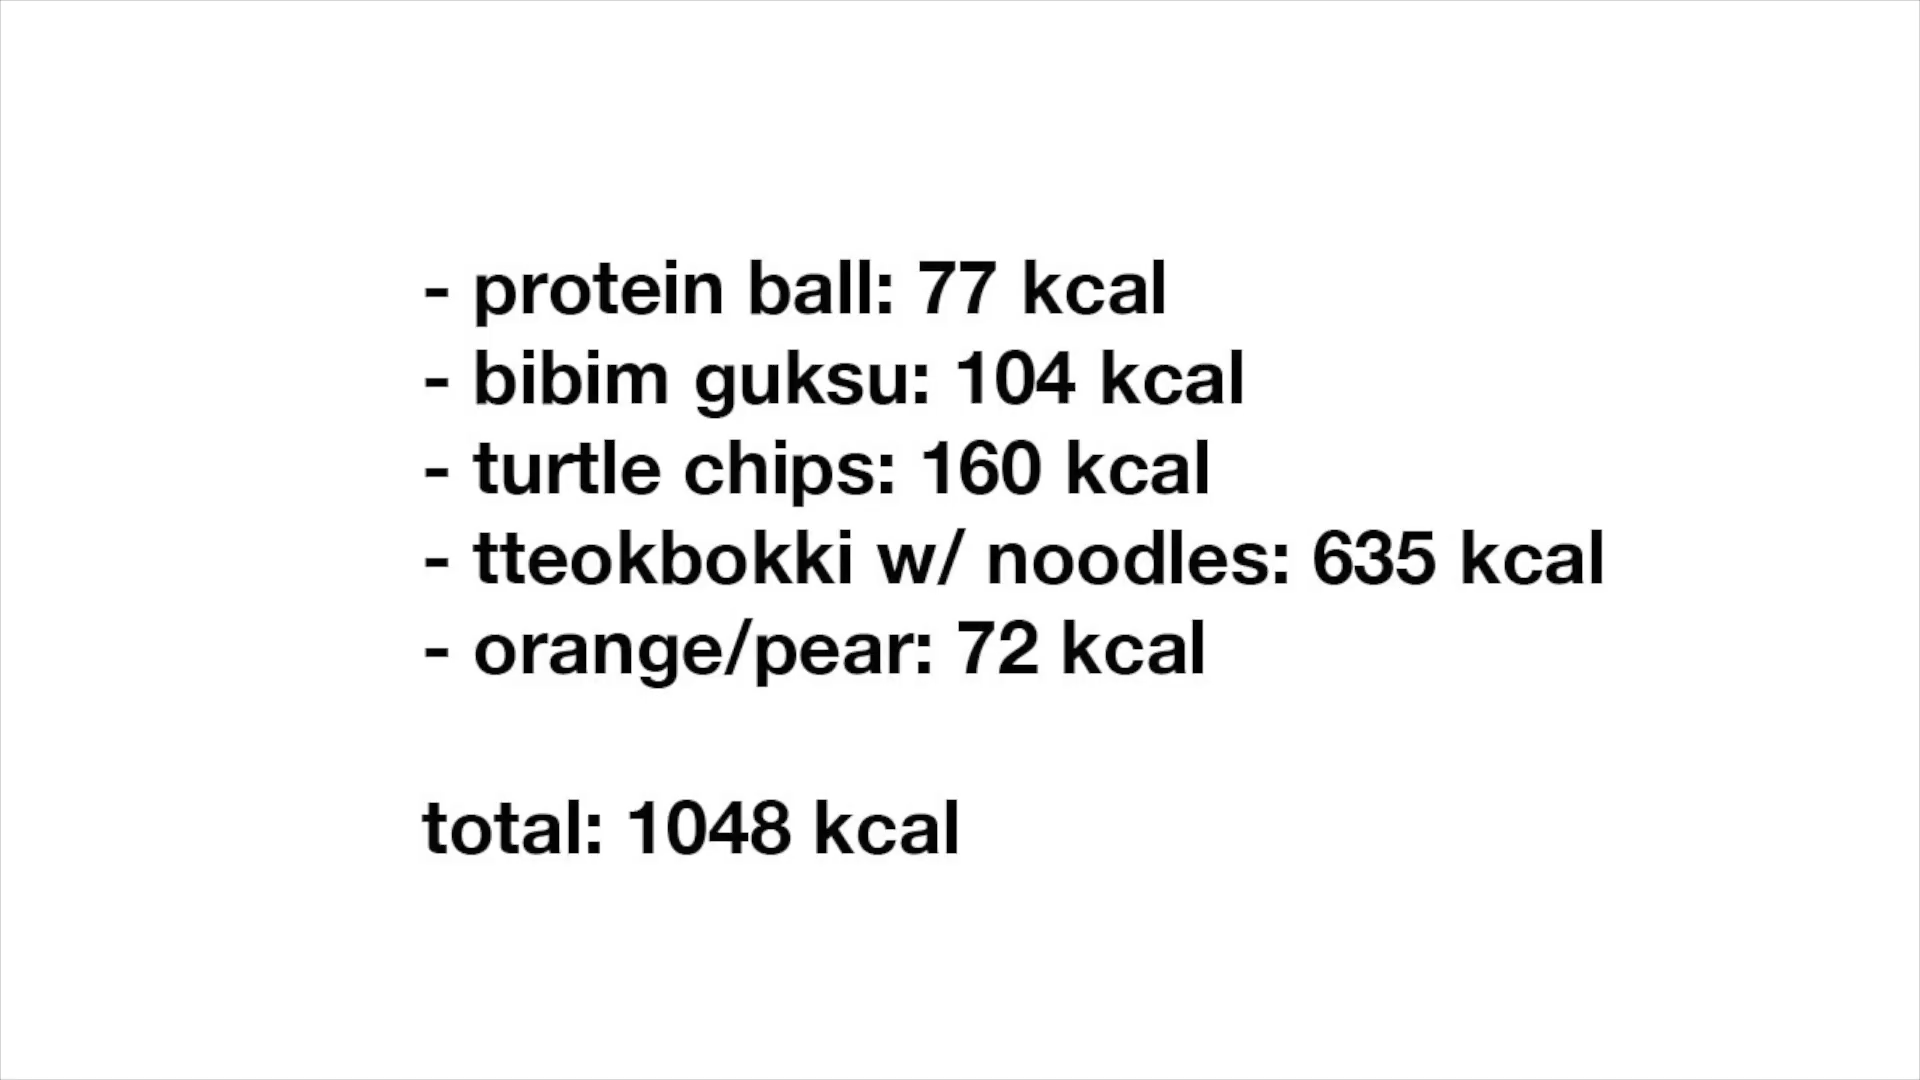 - protein ball: 77 kcal
- bibim guksu: 104 kcal
- turtle chips: 160 kcal
- tteokbokki w/ noodles: 635 kcal
- orange/pear: 72 kcal
total: 1048 kcal